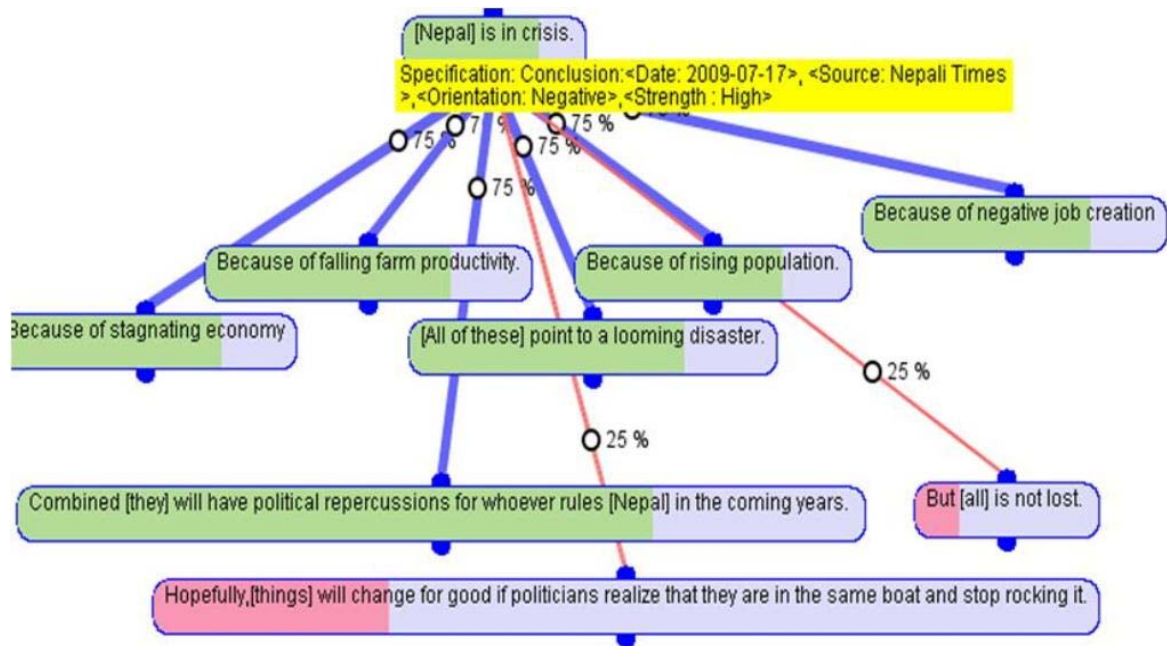 [Nepal] is in crisis.
Specification: Conclusion:<Date: 2009-07-17>, <Source: Nepali Times
>,<Orientation: Negative>,<Strength : High>
75 %
75 %
75 %
75 %
Because of negative job creation
Because of falling farm productivity.
Because of rising population.
Because of stagnating economy
[All of these] point to a looming disaster.
25 %
25 %
Combined [they] will have political repercussions for whoever rules [Nepal] in the coming years.
But [all] is not lost.
Hopefully,[things] will change for good if politicians realize that they are in the same boat and stop rocking it.